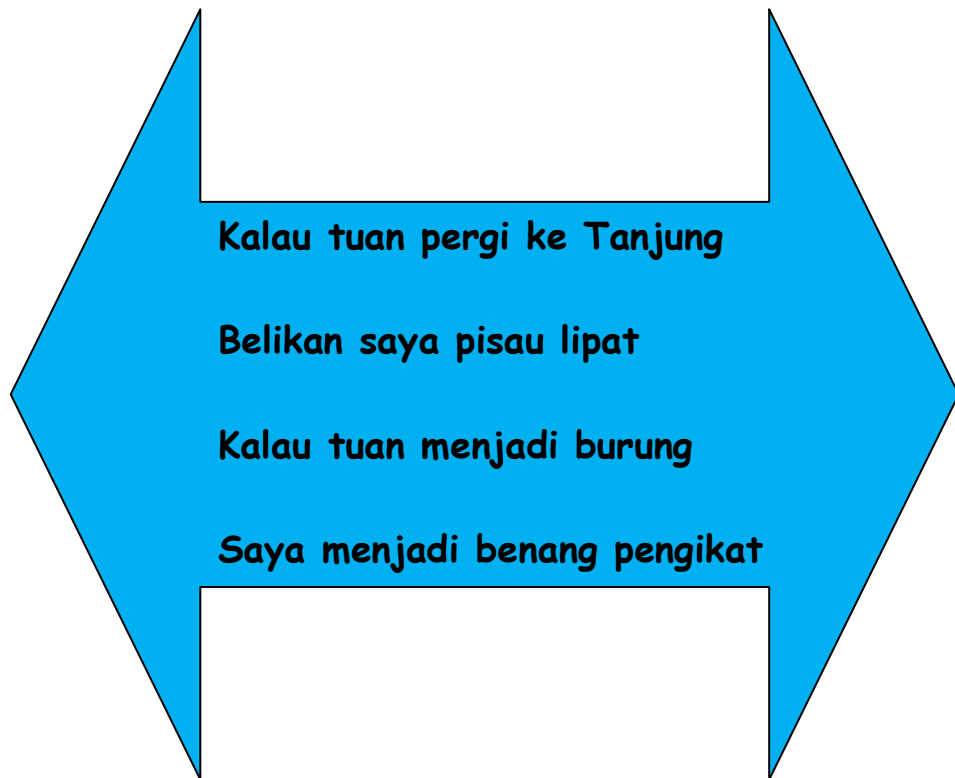 Kalau tuan pergi ke Tanjung
Belikan saya pisau lipat
Kalau tuan menjadi burung
Saya menjadi benang pengikat